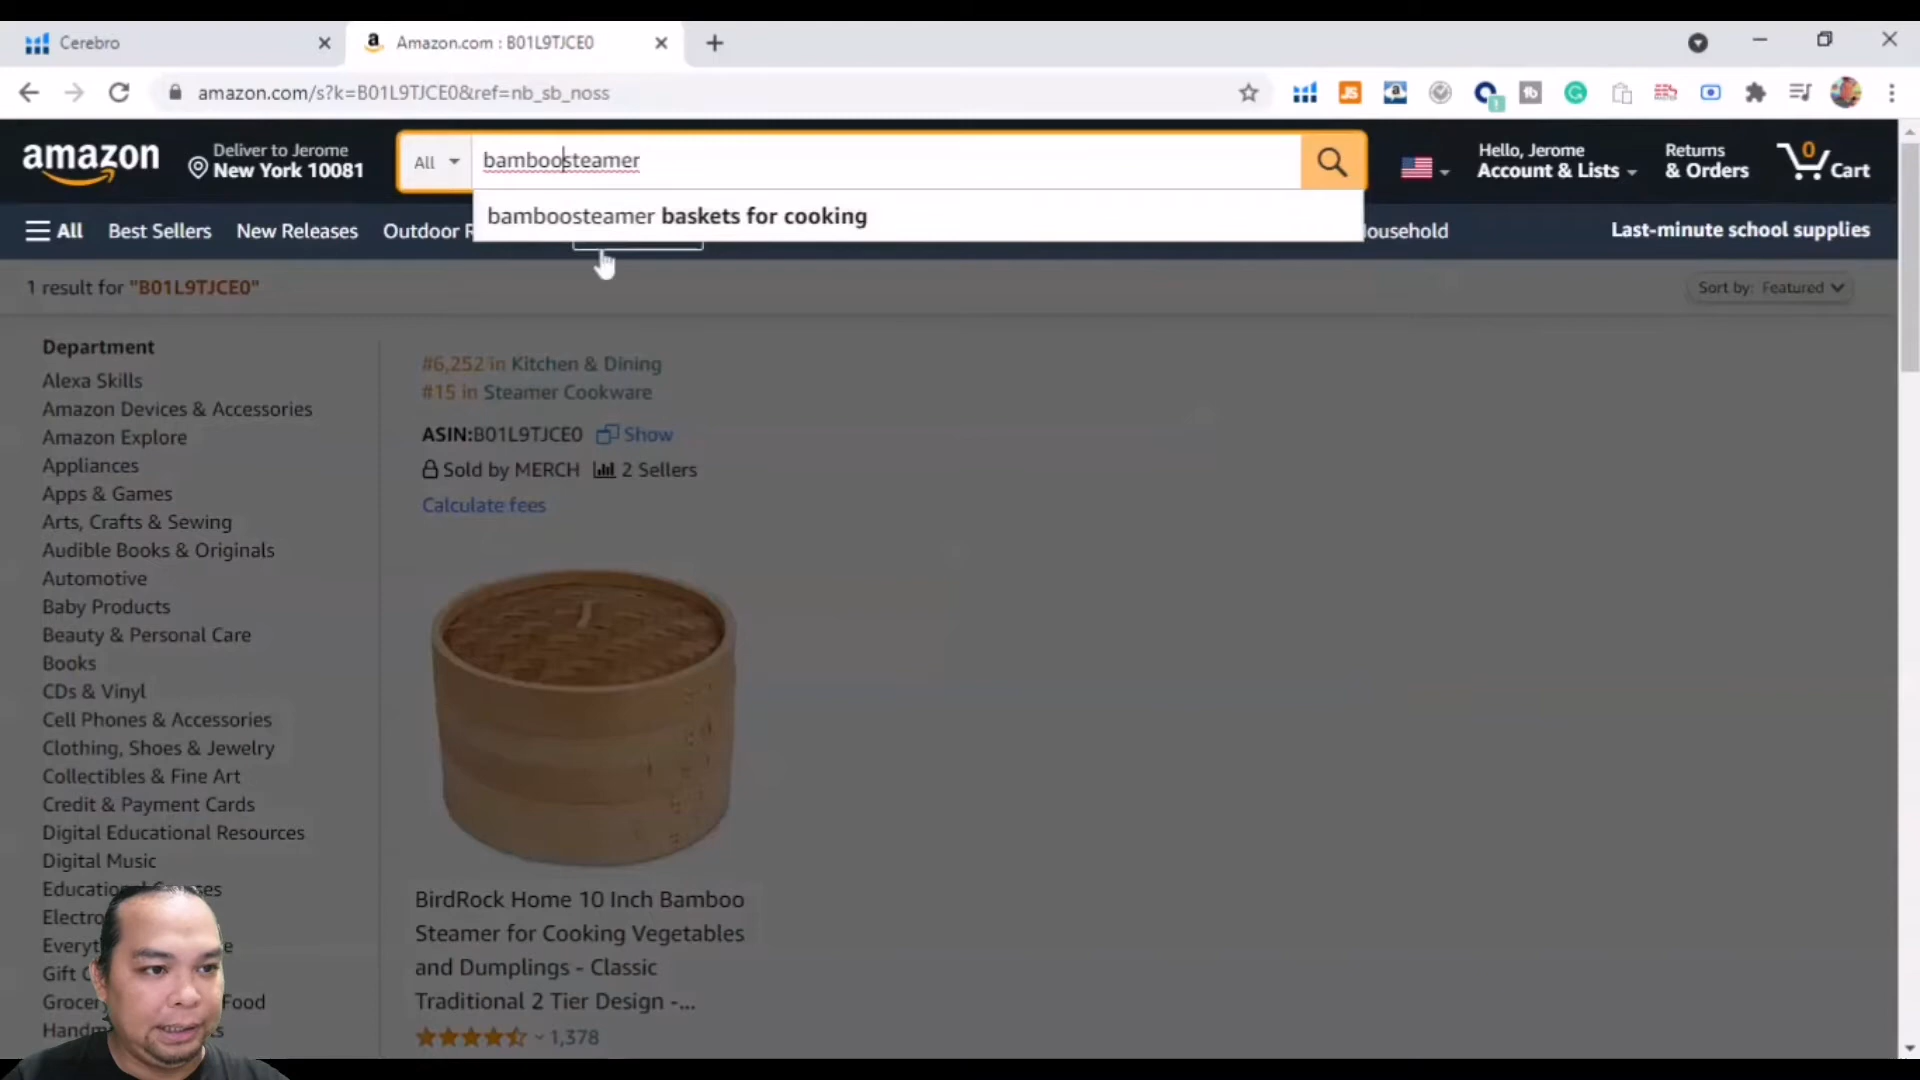 Cerebro
Amazon.com : B01L9TJCE0
amazon.com/s?k=B01L9TJCE0&ref=nb_sb_noss
amazon
Deliver to Jerome
New York 10081
All
bamboosteamer
Hello, Jerome
Account & Lists
Returns
& Orders
0
Cart
bamboosteamer baskets for cooking
All
Best Sellers
New Releases
Outdoor R
ousehold
Last-minute school supplies
1 result for "B01L9TJCE0"
Sort by: Featured
Department
Alexa Skills
Amazon Devices & Accessories
Amazon Explore
Appliances
Apps & Games
Arts, Crafts & Sewing
Audible Books & Originals
Automotive
Baby Products
Beauty & Personal Care
Books
CDs & Vinyl
Cell Phones & Accessories
Clothing, Shoes & Jewelry
Collectibles & Fine Art
Credit & Payment Cards
Digital Educational Resources
Digital Music
Educational
Electro
Everyt
Gift C
Grocery Food
Handm
#6,252 in Kitchen & Dining
#15 in Steamer Cookware
ASIN:B01L9TJCE0 Show
Sold by MERCH 2 Sellers
Calculate fees
BirdRock Home 10 Inch Bamboo
Steamer for Cooking Vegetables
and Dumplings - Classic
Traditional 2 Tier Design -...
1,378